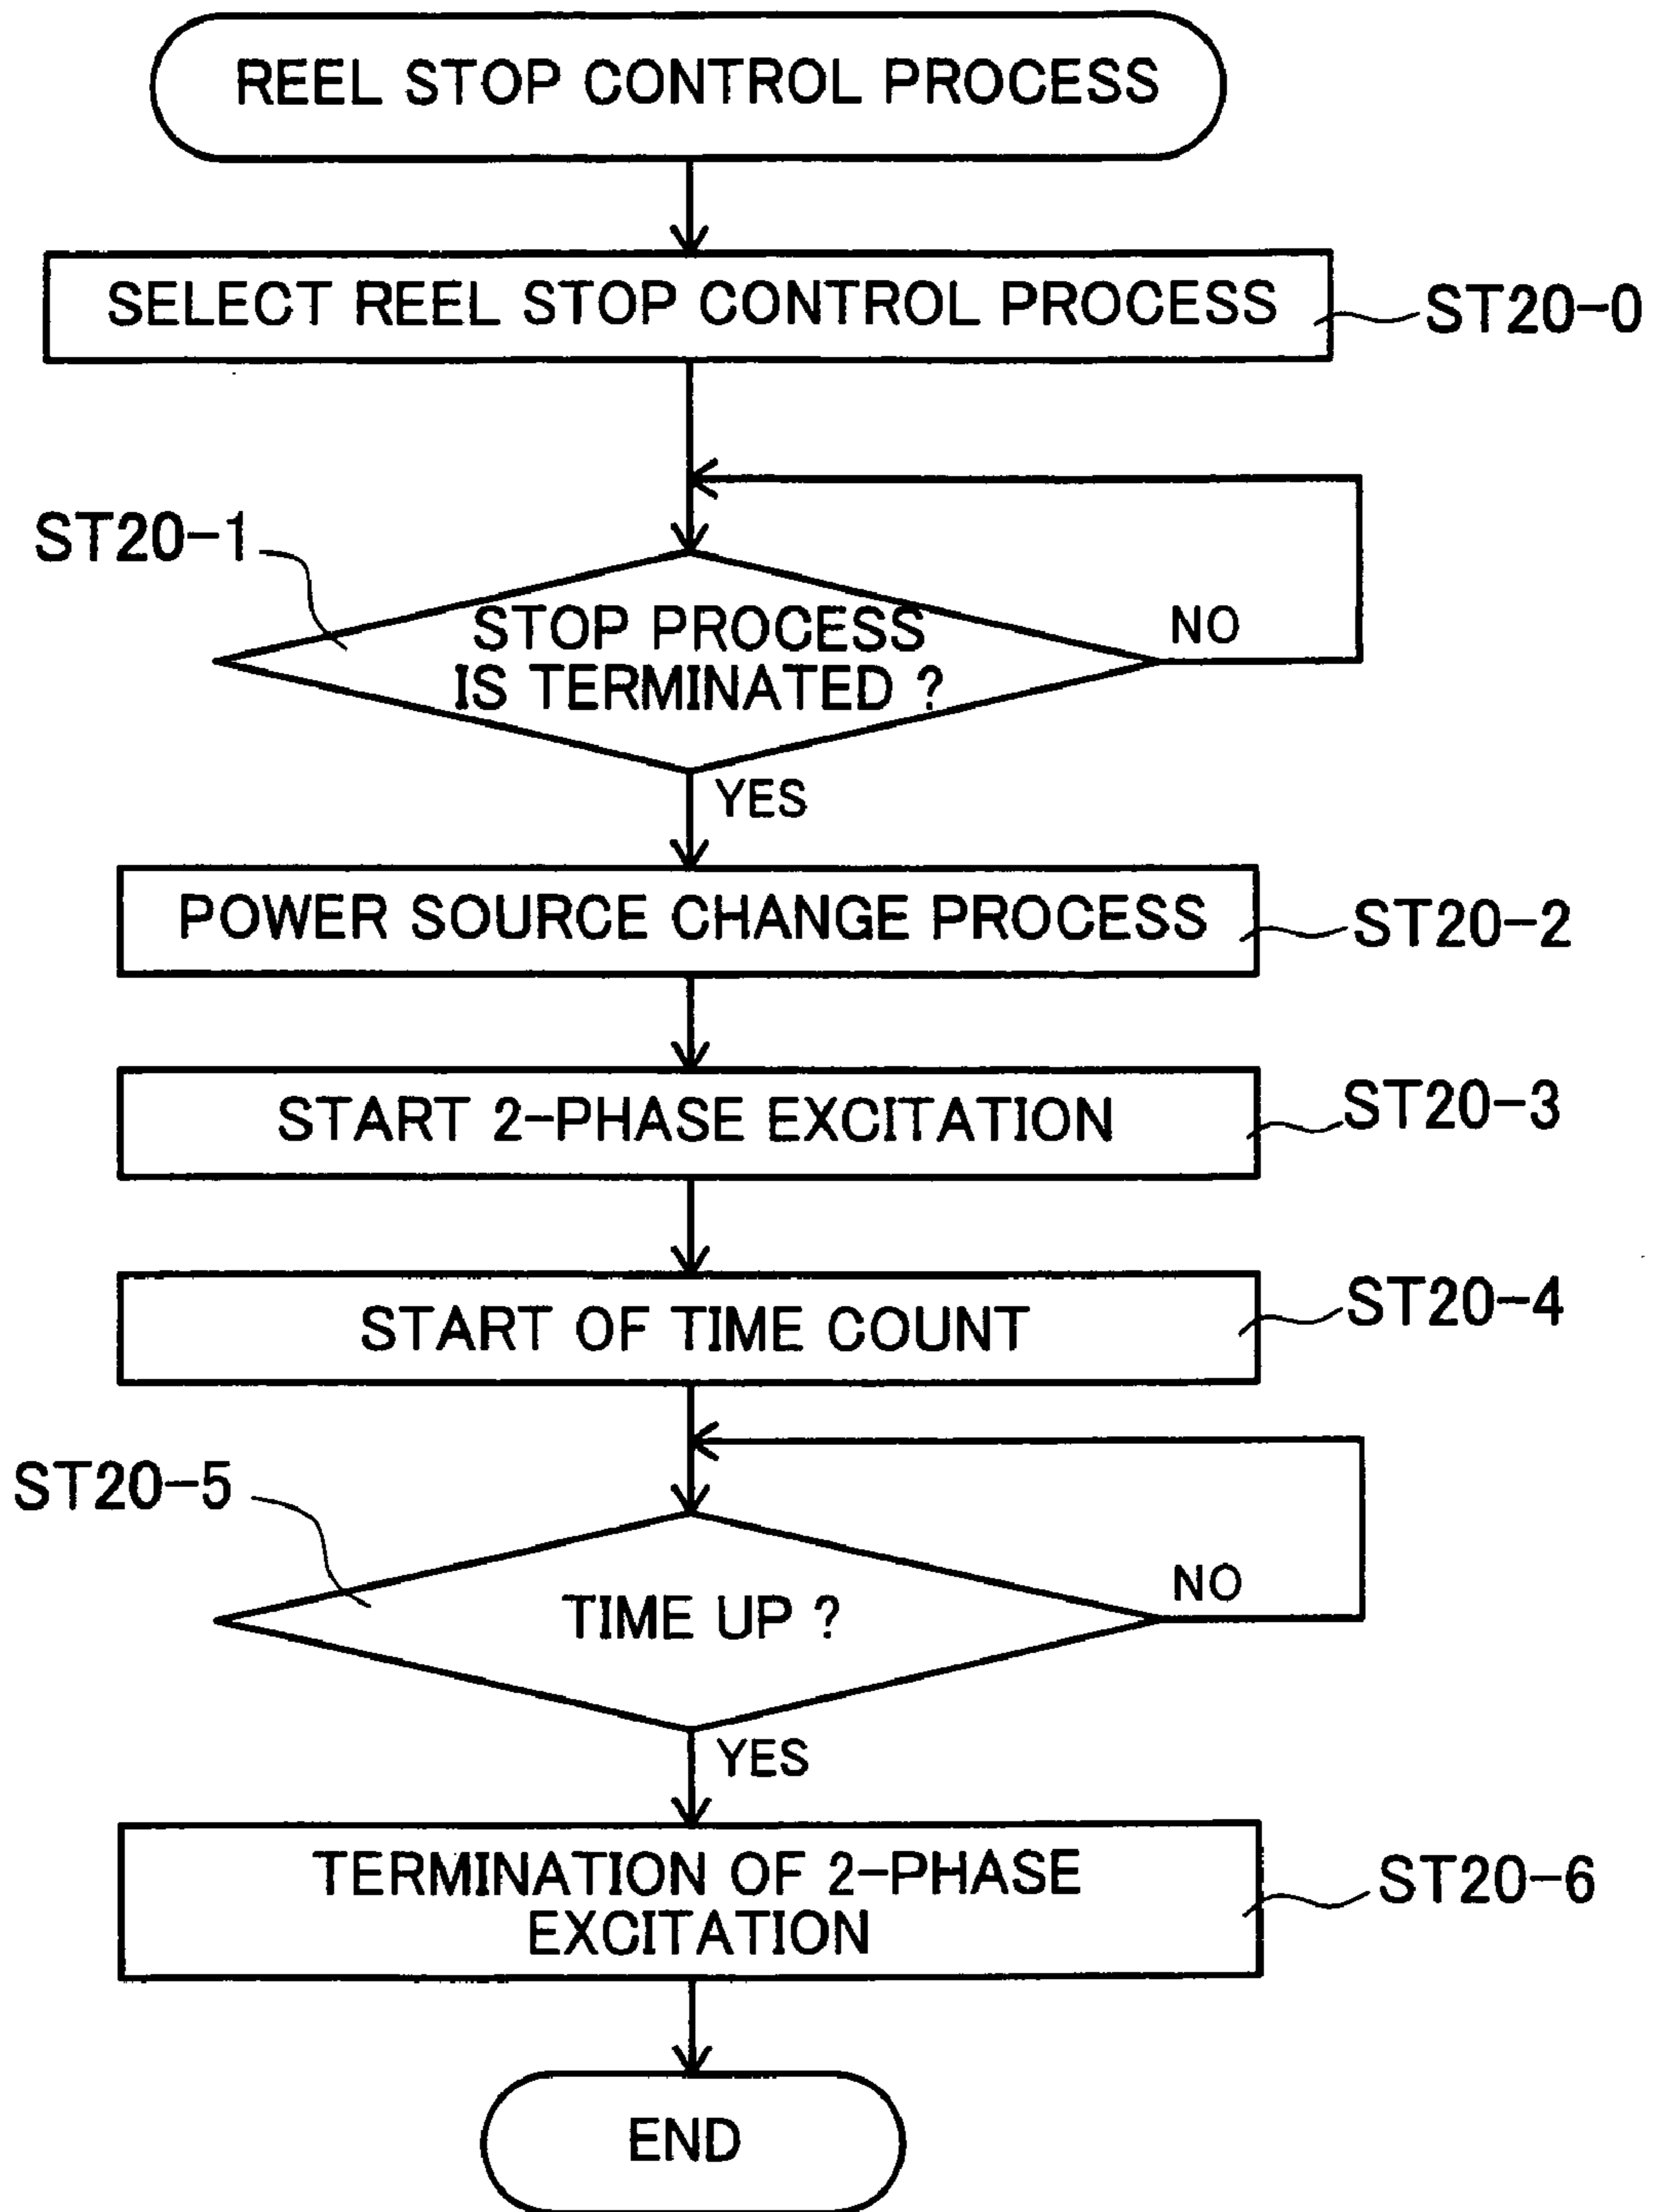 REEL STOP CONTROL PROCESS
SELECT REEL STOP CONTROL PROCESS
ST20-0
ST20-1
STOP PROCESS
IS TERMINATED ?
NO
YES
POWER SOURCE CHANGE PROCESS
ST20-2
START 2-PHASE EXCITATION
ST20-3
START OF TIME COUNT
ST20-4
ST20-5
TIME UP ?
NO
YES
TERMINATION OF 2-PHASE
EXCITATION
ST20-6
END